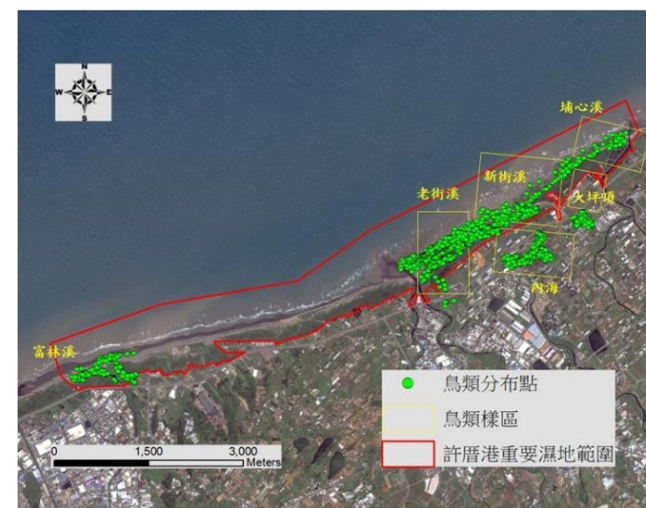 N
W E
S
埔心溪
新街溪
老街溪
大坪頂
內海
富林溪
鳥類分布點
鳥類樣區
許厝港重要濕地範圍
0 1,500 3,000
Meters